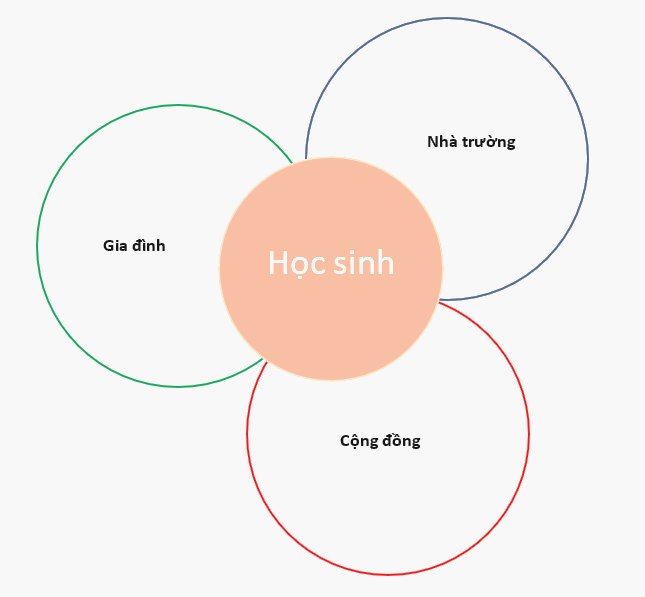 Nhà trường
Gia đình
Học sinh
Cộng đồng